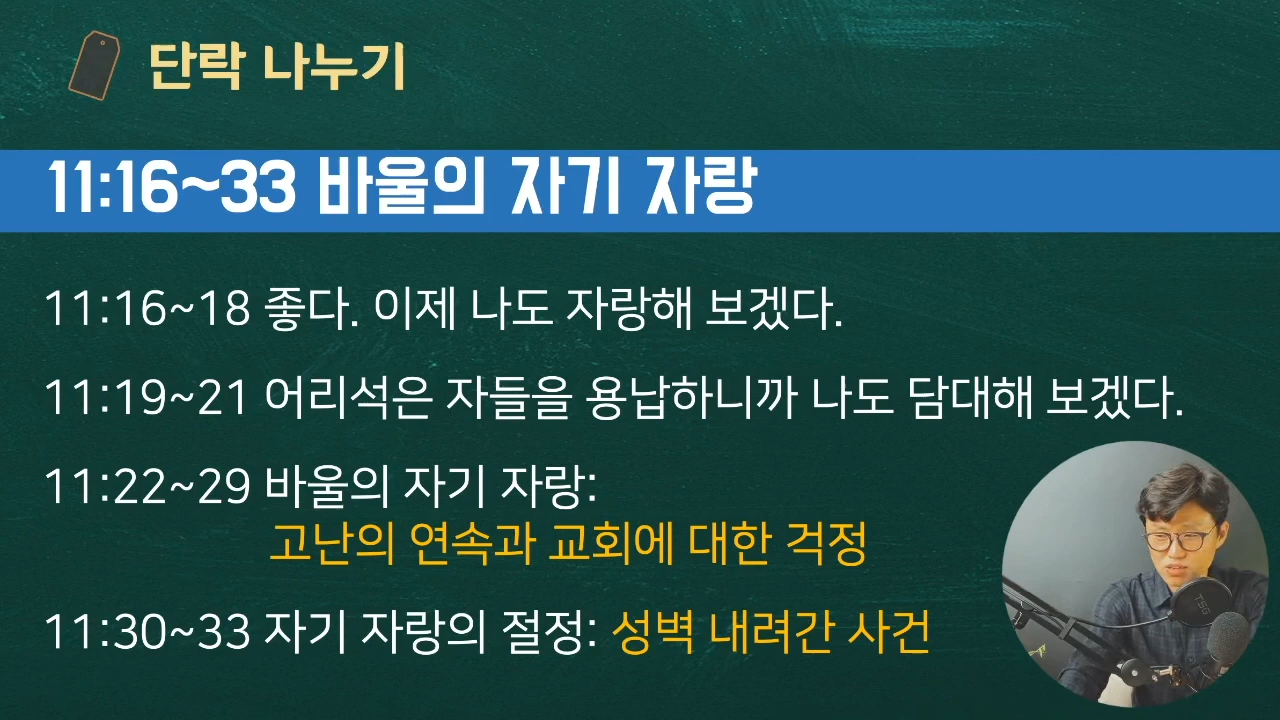 단락 나누기
11:16~33 바울의 자기 자랑
11:16~18 좋다. 이제 나도 자랑해 보겠다.
11:19~21 어리석은 자들을 용납하니까 나도 담대해 보겠다.
11:22~29 바울의 자기 자랑:
고난의 연속과 교회에 대한 걱정
11:30~33 자기 자랑의 절정: 성벽 내려간 사건
TSG